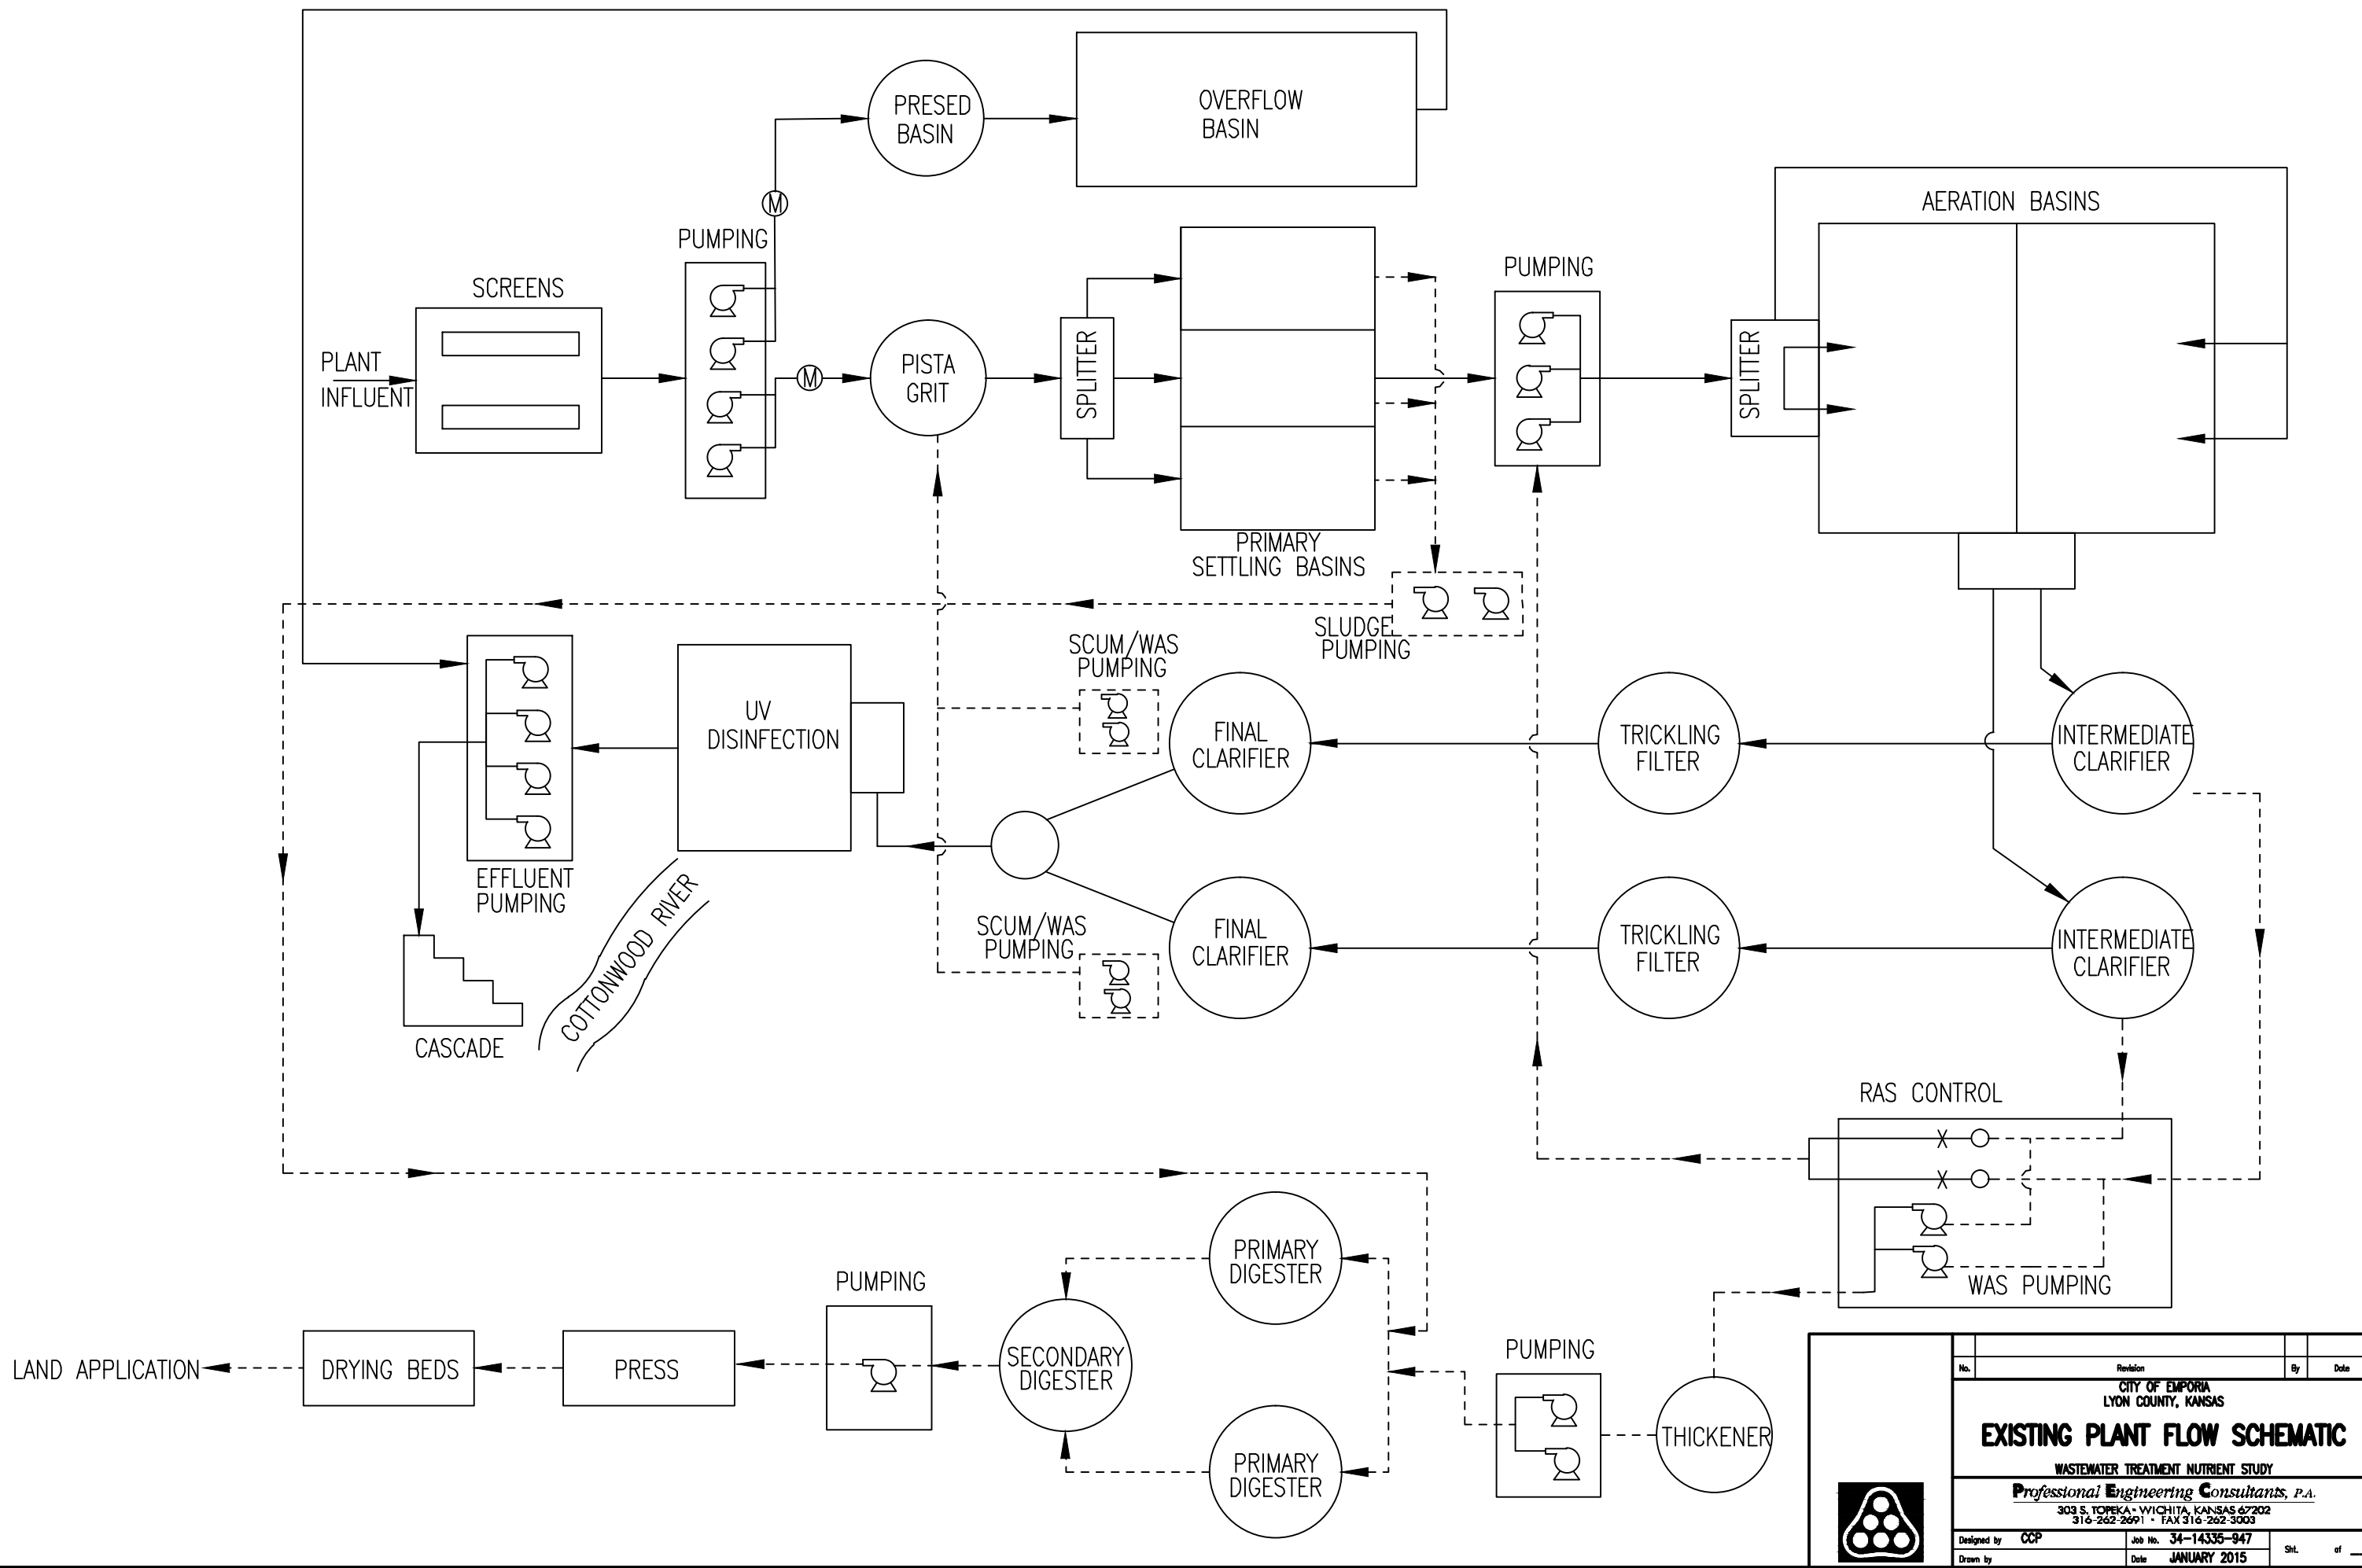 PRESED
BASIN
OVERFLOW
BASIN
M
PUMPING
AERATION BASINS
SCREENS
PUMPING
PLANT
INFLUENT
M
PISTA
GRIT
SPLITTER
SPLITTER
PRIMARY
SETTLING BASINS
SLUDGE
PUMPING
SCUM/WAS
PUMPING
UV
DISINFECTION
FINAL
CLARIFIER
TRICKLING
FILTER
INTERMEDIATE
CLARIFIER
EFFLUENT
PUMPING
COTTONWOOD RIVER
SCUM/WAS
PUMPING
FINAL
CLARIFIER
TRICKLING
FILTER
INTERMEDIATE
CLARIFIER
CASCADE
RAS CONTROL
X
X
WAS PUMPING
PRIMARY
DIGESTER
PUMPING
LAND APPLICATION
DRYING BEDS
PRESS
SECONDARY
DIGESTER
PUMPING
THICKENER
PRIMARY
DIGESTER
No. Revision By Date
CITY OF EMPORIA
LYON COUNTY, KANSAS
EXISTING PLANT FLOW SCHEMATIC
WASTEWATER TREATMENT NUTRIENT STUDY
Professional Engineering Consultants, P.A.
303 S. TOPEKA • WICHITA, KANSAS 67202
316-262-2691 • FAX 316-262-3003
Designed by CCP Job No. 34-14335-947
Drawn by Date JANUARY 2015 Sht. of